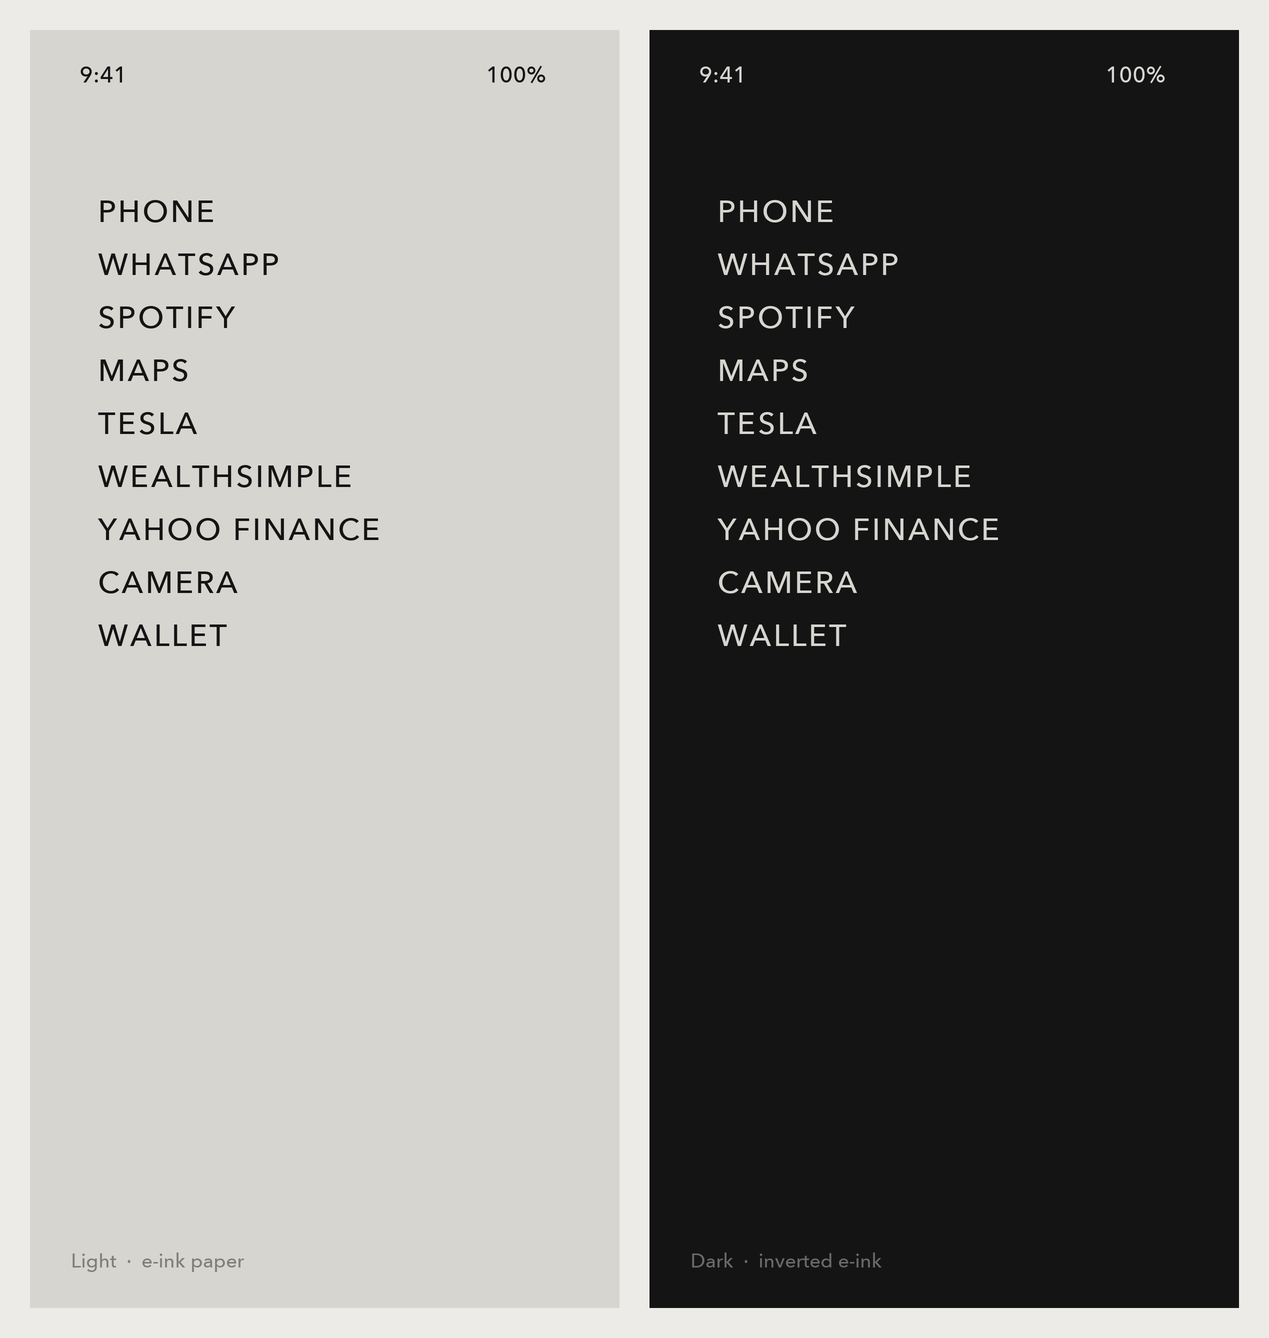 9:41 100%
PHONE
WHATSAPP
SPOTIFY
MAPS
TESLA
WEALTHSIMPLE
YAHOO FINANCE
CAMERA
WALLET
Light · e-ink paper
9:41 100%
PHONE
WHATSAPP
SPOTIFY
MAPS
TESLA
WEALTHSIMPLE
YAHOO FINANCE
CAMERA
WALLET
Dark · inverted e-ink